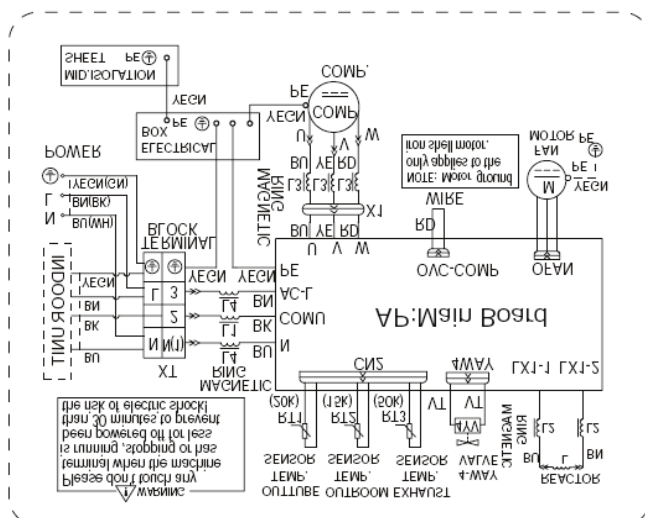 WARNING
Please don't touch any
terminal when the machine
is running ,stopping or has
been powered off for less
than 30 minutes to prevent
the risk of electric shock!
OUTTUBE
TEMP.
SENSOR
RT1
(20K)
OUTROOM
TEMP.
SENSOR
RT2
(15K)
EXHAUST
TEMP.
SENSOR
RT3
(50K)
4-WAY
VALVE
4YV
VT VT
REACTOR
BU L BN
L2 L2
MAGNETIC
RING
CN2
4WAY
LX1-1 LX1-2
MAGNETIC
RING
XT
INDOOR UNIT
BU
BK
BN
YEGN
N N(1)
2
L 3
TERMINAL
BLOCK
L4 BU N
L1 BK COMU
L4 BN AC-L
YEGN YEGN PE
AP:Main Board
U V W
OVC-COMP
OFAN
POWER
N BU(WH)
L BN(BK)
YEGN(GN)
BU YE RD
X1
MAGNETIC
RING
L3 L3 L3
BU YE RD
U V W
RD
WIRE
NOTE: Motor ground
only applies to the
iron shell motor.
M
YEGN
PE
FAN
MOTOR
PE
ELECTRICAL
BOX PE
YEGN
YEGN
PE
COMP
COMP.
MID.ISOLATION
SHEET PE